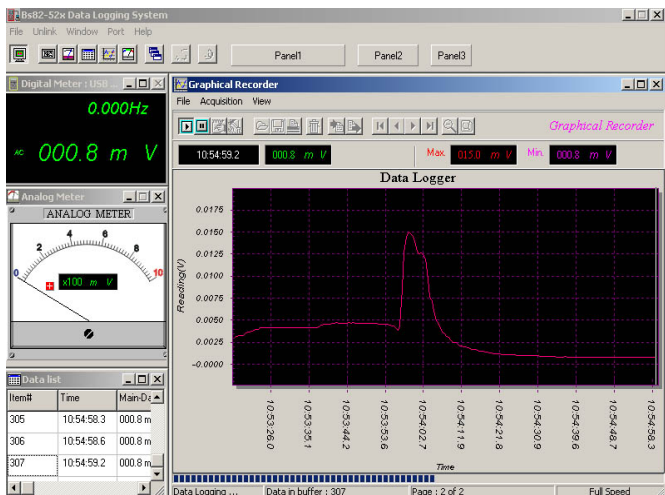 Bs82-52x Data Logging System
File Unlink Window Port Help
Panel1 Panel2 Panel3
Digital Meter : USB ...
0.000Hz
AC 000.8 m V
Analog Meter
ANALOG METER
0 2 4 6 8 10
x100 m V
Data list
Item# Time Main-Da
305 10:54:58.3 000.8 m
306 10:54:58.6 000.8 m
307 10:54:59.2 000.8 m
Graphical Recorder
File Acquisition View
Graphical Recorder
10:54:59.2 000.8 m V Max. 015.0 m V Min. 000.8 m V
Data Logger
Reading(V)
0.0175
0.0150
0.0125
0.0100
0.0075
0.0050
0.0025
-0.0000
10:53:26.0
10:53:35.1
10:53:44.2
10:53:53.6
10:54:02.7
10:54:11.9
10:54:21.8
10:54:30.9
10:54:39.6
10:54:48.7
10:54:58.3
Time
Data Logging ... Data in buffer : 307 Page : 2 of 2 Full Speed